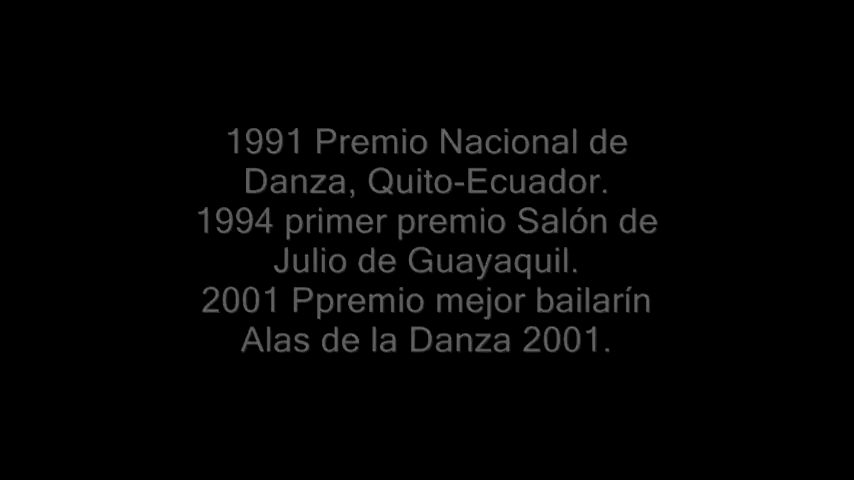 1991 Premio Nacional de
Danza, Quito-Ecuador.
1994 primer premio Salón de
Julio de Guayaquil.
2001 Ppremio mejor bailarín
Alas de la Danza 2001.